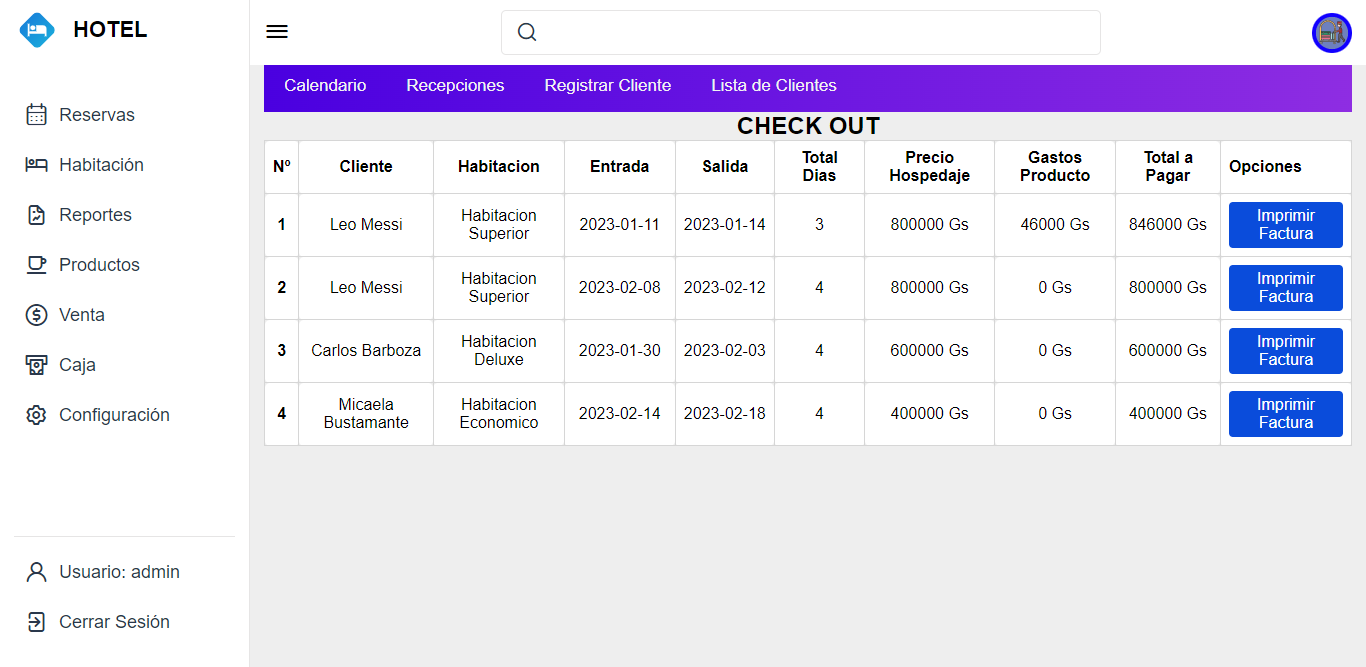 HOTEL
Reservas
Habitación
Reportes
Productos
Venta
Caja
Configuración
Usuario: admin
Cerrar Sesión
Calendario Recepciones Registrar Cliente Lista de Clientes
CHECK OUT
Nº Cliente Habitacion Entrada Salida Total Dias Precio Hospedaje Gastos Producto Total a Pagar Opciones
1 Leo Messi Habitacion Superior 2023-01-11 2023-01-14 3 800000 Gs 46000 Gs 846000 Gs Imprimir Factura
2 Leo Messi Habitacion Superior 2023-02-08 2023-02-12 4 800000 Gs 0 Gs 800000 Gs Imprimir Factura
3 Carlos Barboza Habitacion Deluxe 2023-01-30 2023-02-03 4 600000 Gs 0 Gs 600000 Gs Imprimir Factura
4 Micaela Bustamante Habitacion Economico 2023-02-14 2023-02-18 4 400000 Gs 0 Gs 400000 Gs Imprimir Factura